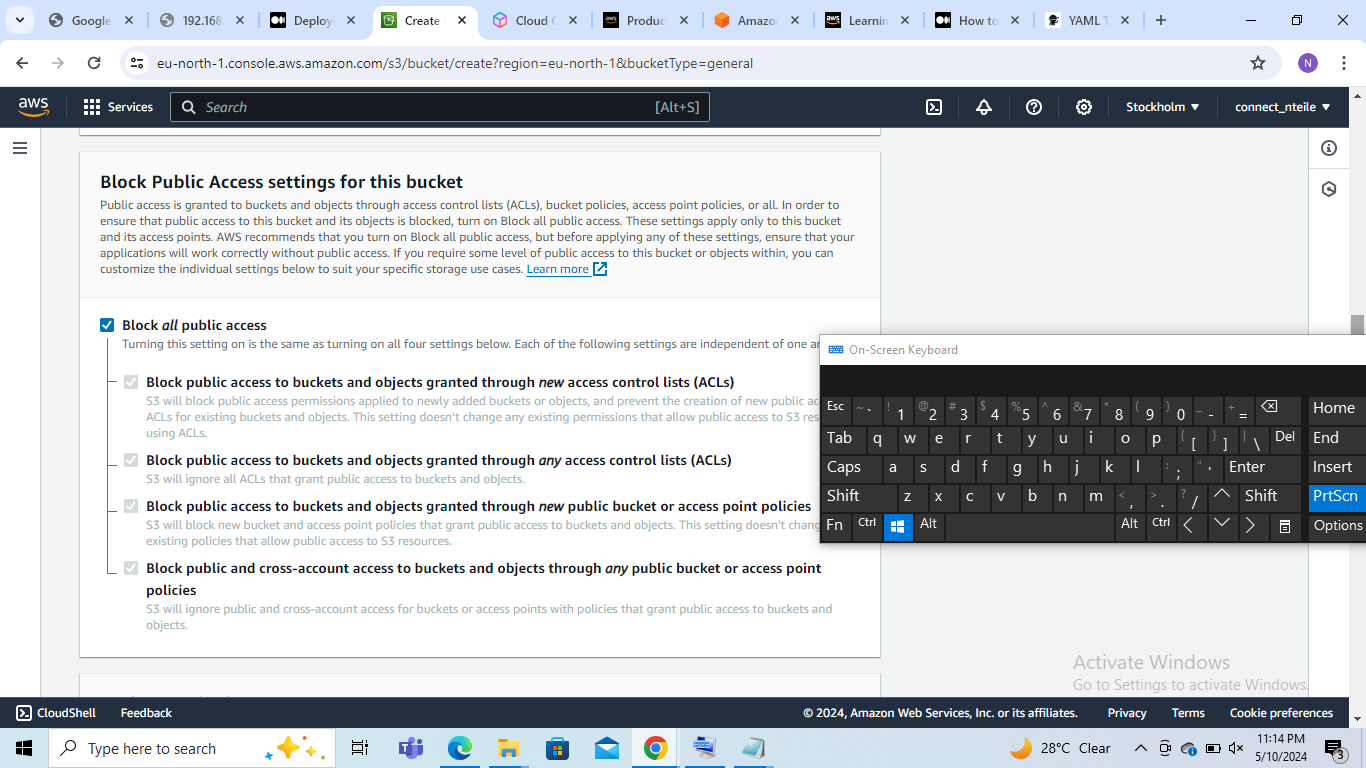 Google
192.168
Deploy
Create
Cloud
Produc
Amazo
Learnin
How to
YAML T
eu-north-1.console.aws.amazon.com/s3/bucket/create?region=eu-north-1&bucketType=general
N
aws
Services
Search
[Alt+S]
Stockholm
connect_nteile
Block Public Access settings for this bucket
Public access is granted to buckets and objects through access control lists (ACLs), bucket policies, access point policies, or all. In order to
ensure that public access to this bucket and its objects is blocked, turn on Block all public access. These settings apply only to this bucket
and its access points. AWS recommends that you turn on Block all public access, but before applying any of these settings, ensure that your
applications will work correctly without public access. If you require some level of public access to this bucket or objects within, you can
customize the individual settings below to suit your specific storage use cases. Learn more
Block all public access
Turning this setting on is the same as turning on all four settings below. Each of the following settings are independent of one
Block public access to buckets and objects granted through new access control lists (ACLs)
S3 will block public access permissions applied to newly added buckets or objects, and prevent the creation of new public
ACLs for existing buckets and objects. This setting doesn't change any existing permissions that allow public access to S3
using ACLs.
Block public access to buckets and objects granted through any access control lists (ACLs)
S3 will ignore all ACLs that grant public access to buckets and objects.
Block public access to buckets and objects granted through new public bucket or access point policies
S3 will block new bucket and access point policies that grant public access to buckets and objects. This setting doesn't
existing policies that allow public access to S3 resources.
Block public and cross-account access to buckets and objects through any public bucket or access point
policies
S3 will ignore public and cross-account access for buckets or access points with policies that grant public access to buckets and
objects.
On-Screen Keyboard
Esc ~ ` ! 1 @ 2 # 3 $ 4 % 5 ^ 6 & 7 * 8 ( 9 ) 0 _ - + = Home
Tab q w e r t y u i o p { [ } ] | \ Del End
Caps a s d f g h j k l : ; " ' Enter Insert
Shift z x c v b n m < , > . ? / Shift PrtScn
Fn Ctrl Alt Alt Ctrl Options
Activate Windows
Go to Settings to activate Windows.
CloudShell
Feedback
© 2024, Amazon Web Services, Inc. or its affiliates.
Privacy
Terms
Cookie preferences
Type here to search
28°C Clear
11:14 PM
5/10/2024
3